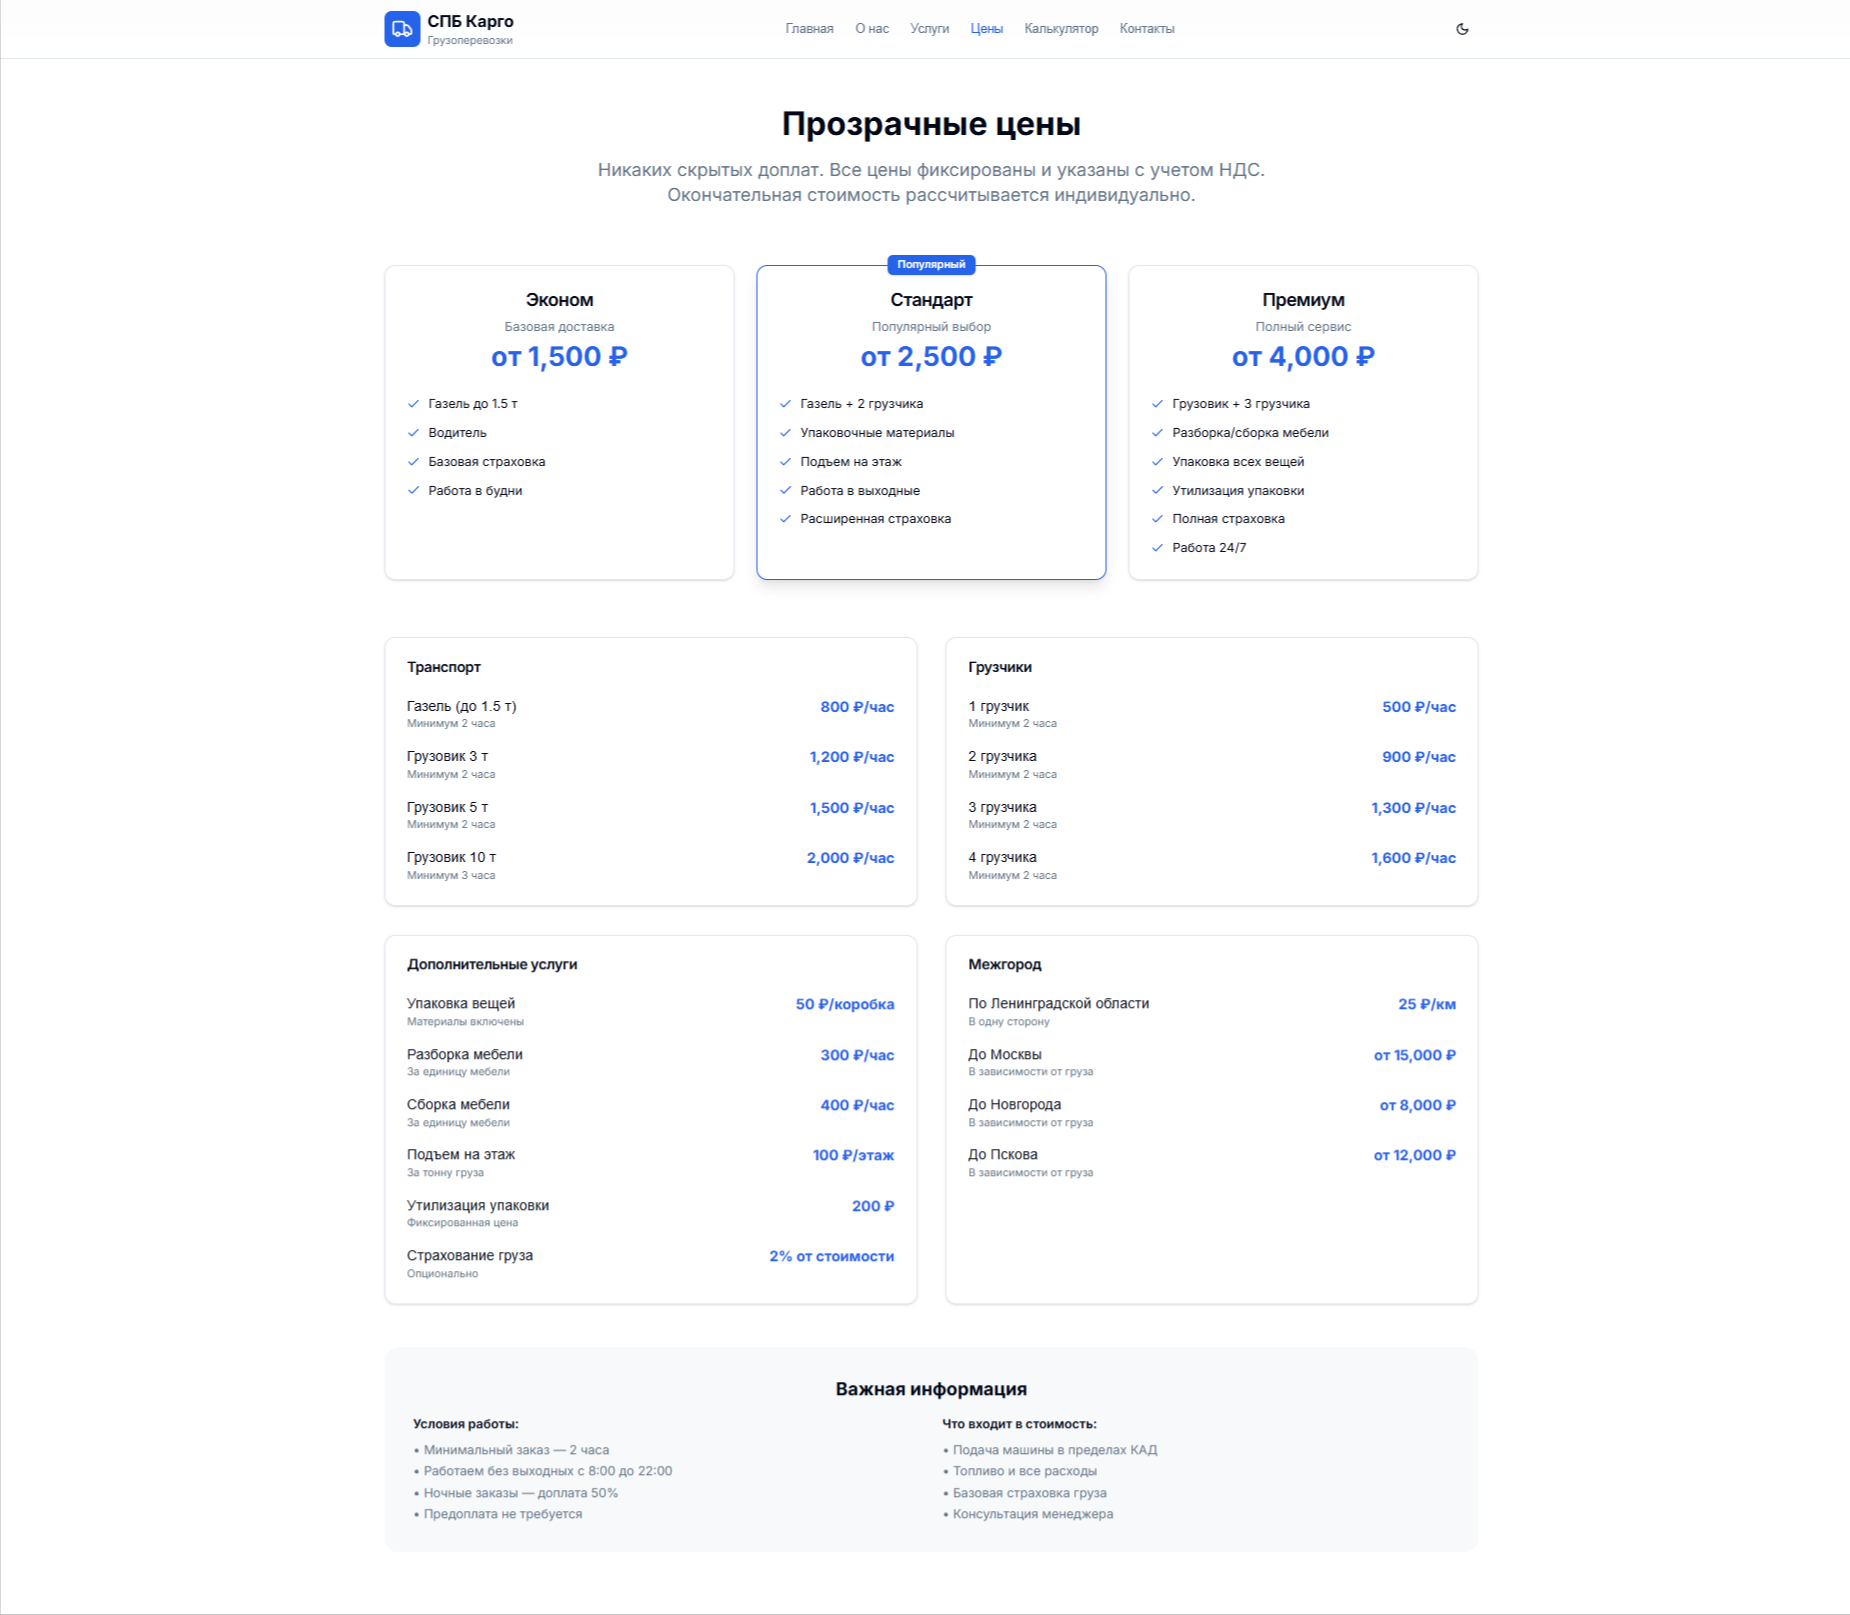 СПБ Карго
Грузоперевозки
Главная О нас Услуги Цены Калькулятор Контакты
Прозрачные цены
Никаких скрытых доплат. Все цены фиксированы и указаны с учетом НДС.
Окончательная стоимость рассчитывается индивидуально.
Эконом
Базовая доставка
от 1,500 ₽
Газель до 1.5 т
Водитель
Базовая страховка
Работа в будни
Популярный
Стандарт
Популярный выбор
от 2,500 ₽
Газель + 2 грузчика
Упаковочные материалы
Подъем на этаж
Работа в выходные
Расширенная страховка
Премиум
Полный сервис
от 4,000 ₽
Грузовик + 3 грузчика
Разборка/сборка мебели
Упаковка всех вещей
Утилизация упаковки
Полная страховка
Работа 24/7
Транспорт
Газель (до 1.5 т) 800 ₽/час
Минимум 2 часа
Грузовик 3 т 1,200 ₽/час
Минимум 2 часа
Грузовик 5 т 1,500 ₽/час
Минимум 2 часа
Грузовик 10 т 2,000 ₽/час
Минимум 3 часа
Грузчики
1 грузчик 500 ₽/час
Минимум 2 часа
2 грузчика 900 ₽/час
Минимум 2 часа
3 грузчика 1,300 ₽/час
Минимум 2 часа
4 грузчика 1,600 ₽/час
Минимум 2 часа
Дополнительные услуги
Упаковка вещей 50 ₽/коробка
Материалы включены
Разборка мебели 300 ₽/час
За единицу мебели
Сборка мебели 400 ₽/час
За единицу мебели
Подъем на этаж 100 ₽/этаж
За тонну груза
Утилизация упаковки 200 ₽
Фиксированная цена
Страхование груза 2% от стоимости
Опционально
Межгород
По Ленинградской области 25 ₽/км
В одну сторону
До Москвы от 15,000 ₽
В зависимости от груза
До Новгорода от 8,000 ₽
В зависимости от груза
До Пскова от 12,000 ₽
В зависимости от груза
Важная информация
Условия работы:
• Минимальный заказ — 2 часа
• Работаем без выходных с 8:00 до 22:00
• Ночные заказы — доплата 50%
• Предоплата не требуется
Что входит в стоимость:
• Подача машины в пределах КАД
• Топливо и все расходы
• Базовая страховка груза
• Консультация менеджера